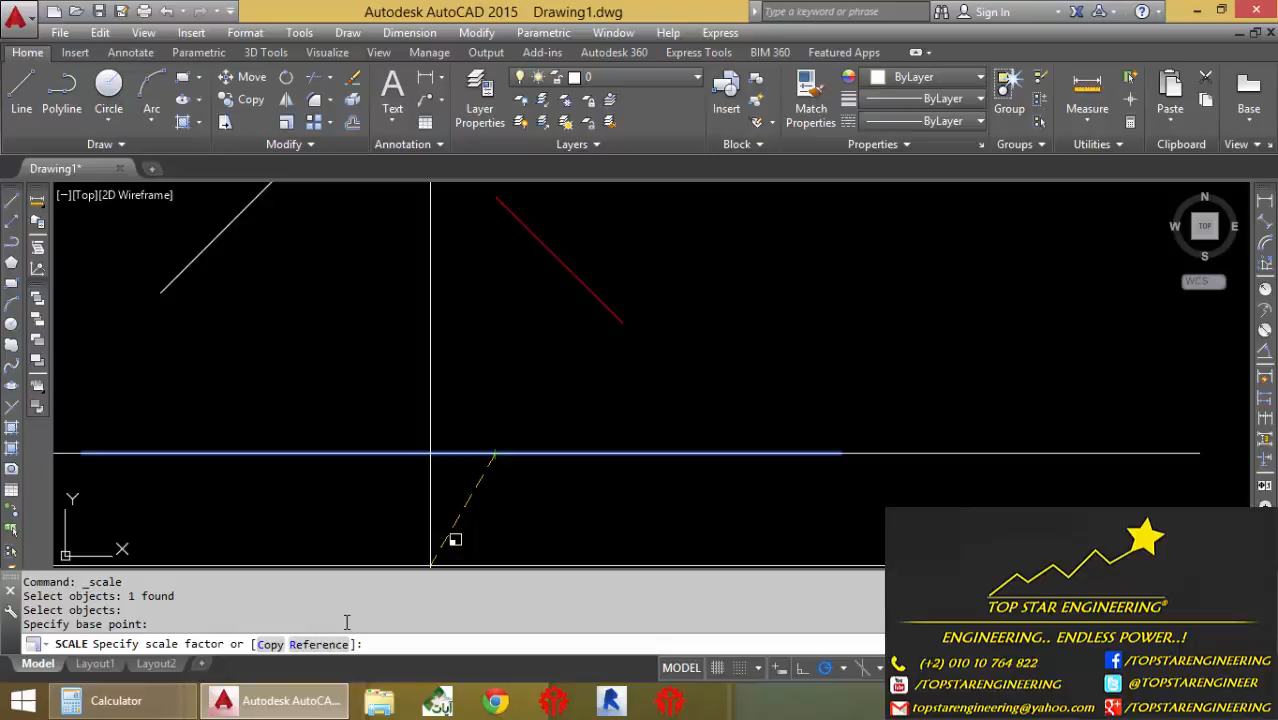 Autodesk AutoCAD 2015 Drawing1.dwg
Type a keyword or phrase
Sign In
File Edit View Insert Format Tools Draw Dimension Modify Parametric Window Help Express
Home Insert Annotate Parametric 3D Tools Visualize View Manage Output Add-ins Autodesk 360 Express Tools BIM 360 Featured Apps
Line
Polyline
Circle
Arc
Move
Copy
Text
Layer
Properties
0
Insert
Match
Properties
ByLayer
ByLayer
ByLayer
Group
Measure
Paste
Base
Draw
Modify
Annotation
Layers
Block
Properties
Groups
Utilities
Clipboard
View
Drawing1*
[−][Top][2D Wireframe]
N
W
TOP
E
S
WCS
Y
X
Command: _scale
Select objects: 1 found
Select objects:
Specify base point:
SCALE Specify scale factor or [Copy Reference]:
Model Layout1 Layout2 +
MODEL
Calculator
Autodesk AutoCA...
TOP STAR ENGINEERING®
ENGINEERING.. ENDLESS POWER..!
(+2) 010 10 764 822
/TOPSTARENGINEERING
/TOPSTARENGINEERING
@TOPSTARENGINEER
topstarengineering@yahoo.com
/TOPSTARENGINEERING